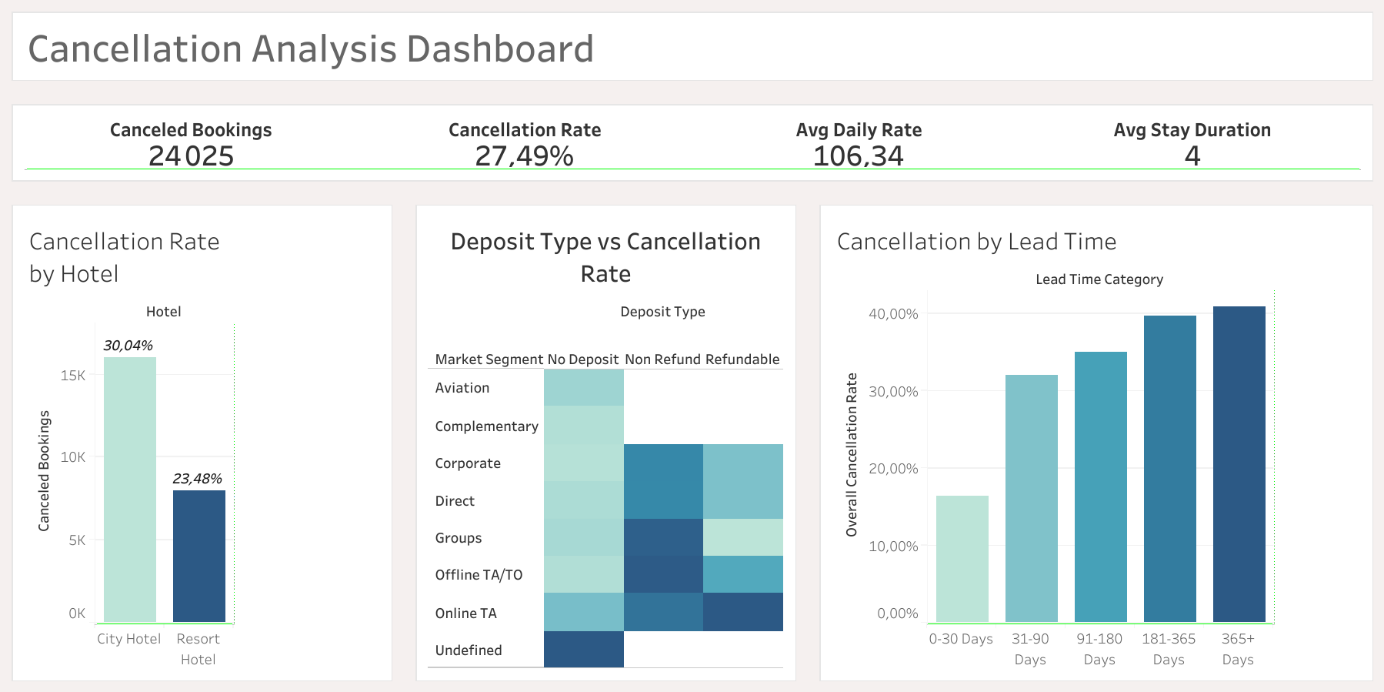 Cancellation Analysis Dashboard
Canceled Bookings
24 025
Cancellation Rate
27,49%
Avg Daily Rate
106,34
Avg Stay Duration
4
Cancellation Rate
by Hotel
Hotel
Canceled Bookings
15K
10K
5K
0K
30,04%
23,48%
City Hotel
Resort
Hotel
Deposit Type vs Cancellation
Rate
Deposit Type
Market Segment No Deposit Non Refund Refundable
Aviation
Complementary
Corporate
Direct
Groups
Offline TA/TO
Online TA
Undefined
Cancellation by Lead Time
Lead Time Category
Overall Cancellation Rate
40,00%
30,00%
20,00%
10,00%
0,00%
0-30 Days
31-90
Days
91-180
Days
181-365
Days
365+
Days